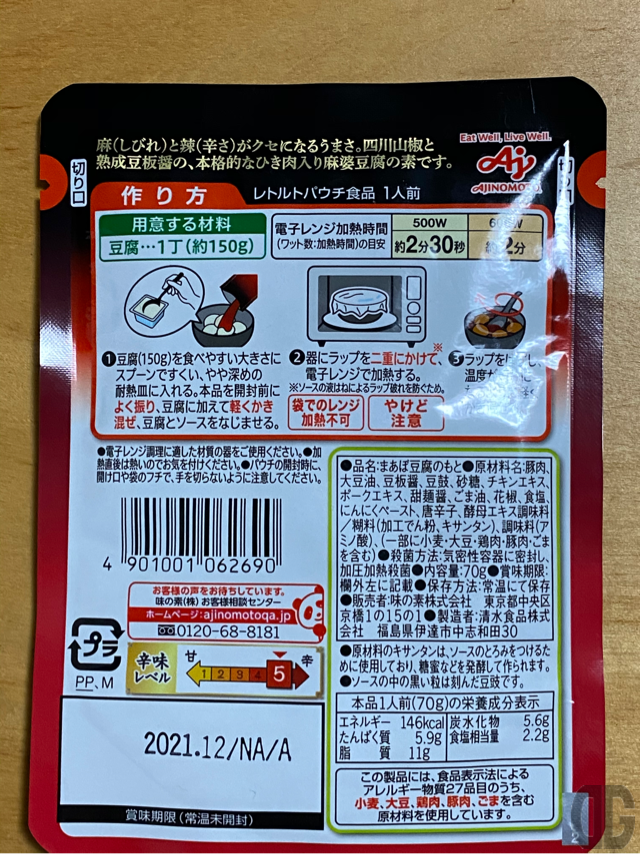 麻(しびれ)と辣(辛さ)がクセになるうまさ。四川山椒と
熟成豆板醤の、本格的なひき肉入り麻婆豆腐の素です。
Eat Well, Live Well.
Aj
AJINOMOTO
切り口
作り方
レトルトパウチ食品 1人前
用意する材料
豆腐…1丁(約150g)
電子レンジ加熱時間
(ワット数:加熱時間)の目安
500W
約2分30秒
約2分
❶豆腐(150g)を食べやすい大きさに
スプーンですくい、やや深めの
耐熱皿に入れる。本品を開封前に
よく振り、豆腐に加えて軽くかき
混ぜ、豆腐とソースをなじませる。
❷器にラップを二重にかけて、※
電子レンジで加熱する。
※ソースの液はねによるラップ破れを防ぐため。
袋でのレンジ
加熱不可
やけど
注意
❸ラップを
温度が
●電子レンジ調理に適した材質の器をご使用ください。●加
熱直後は熱いのでお気を付けください。●パウチの開封時に、
開け口や袋のフチで、手を切らないように注意してください。
4 901001 062690
お客様の声をお待ちしています。
味の素(株)お客様相談センター
ホームページ:ajinomotoqa.jp
0120-68-8181
プラ
PP、M
辛味
レベル
甘
1 2 3 4 5
辛
2021.12/NA/A
賞味期限(常温未開封)
●品名:まあぼ豆腐のもと●原材料名:豚肉、
大豆油、豆板醤、豆鼓、砂糖、チキンエキス、
ポークエキス、甜麺醤、ごま油、花椒、食塩、
にんにくペースト、唐辛子、酵母エキス調味料
/糊料(加工でん粉、キサンタン)、調味料(ア
ミノ酸)、(一部に小麦・大豆・鶏肉・豚肉・ごま
を含む)●殺菌方法:気密性容器に密封し、
加圧加熱殺菌●内容量:70g●賞味期限:
欄外左に記載●保存方法:常温にて保存
●販売者:味の素株式会社 東京都中央区
京橋1の15の1●製造者:清水食品株式
会社 福島県伊達市中志和田30
●原材料のキサンタンは、ソースのとろみをつけるた
めに使用しており、糖蜜などを発酵して作られます。
●ソースの中の黒い粒は刻んだ豆豉です。
本品1人前(70g)の栄養成分表示
エネルギー 146kcal 炭水化物 5.6g
たんぱく質 5.9g 食塩相当量 2.2g
脂質 11g
この製品には、食品表示法による
アレルギー物質27品目のうち、
小麦、大豆、鶏肉、豚肉、ごまを含む
原材料を使用しています。